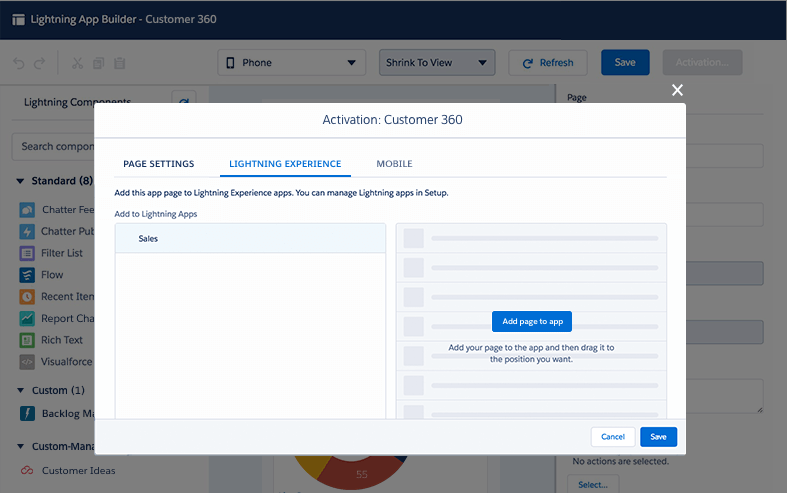 Lightning App Builder - Customer 360
Phone
Shrink To View
Refresh
Save
Activation...
Lightning Components
Page
Activation: Customer 360
Search compon
PAGE SETTINGS
LIGHTNING EXPERIENCE
MOBILE
Standard (8)
Add this app page to Lightning Experience apps. You can manage Lightning apps in Setup.
Chatter Fee
Add to Lightning Apps
Chatter Pub
Sales
Filter List
Flow
Recent Item
Report Cha
Add page to app
Rich Text
Add your page to the app and then drag it to
the position you want.
Visualforce
Custom (1)
Backlog Ma
Cancel
Save
Custom-Mana
No actions are selected.
Customer Ideas
55
Select...